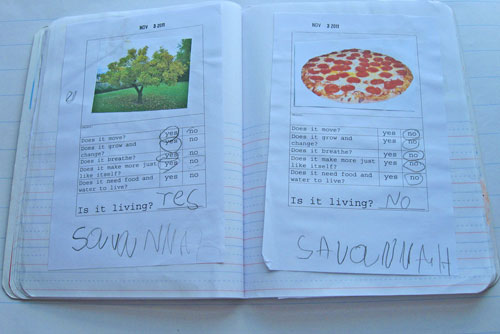 NOV 8 2011
Does it move? yes no
Does it grow and yes no
change?
Does it breathe? yes no
Does it make more just yes no
like itself?
Does it need food and yes no
water to live?
Is it living? Yes
SavaNNAh
NOV 8 2011
Does it move? yes no
Does it grow and yes no
change?
Does it breathe? yes no
Does it make more just yes no
like itself?
Does it need food and yes no
water to live?
Is it living? No
SAVaNNAH